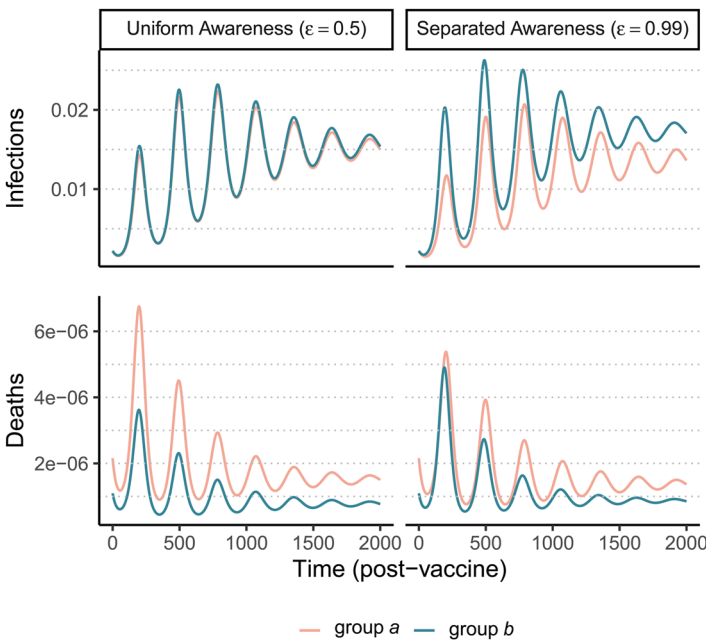 Uniform Awareness (ε = 0.5)
Separated Awareness (ε = 0.99)
Infections
0.02
0.01
Deaths
6e−06
4e−06
2e−06
0 500 1000 1500 2000
0 500 1000 1500 2000
Time (post−vaccine)
group a
group b